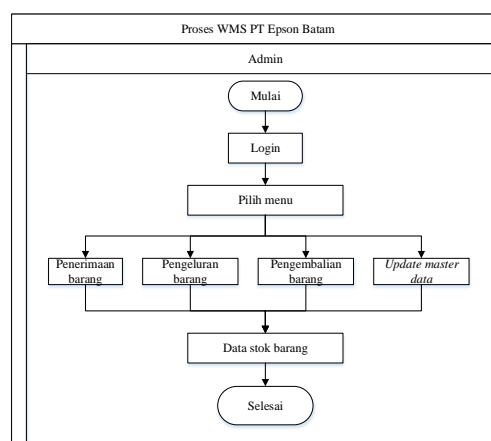 Proses WMS PT Epson Batam
Admin
Mulai
Login
Pilih menu
Penerimaan
barang
Pengeluran
barang
Pengembalian
barang
Update master
data
Data stok barang
Selesai